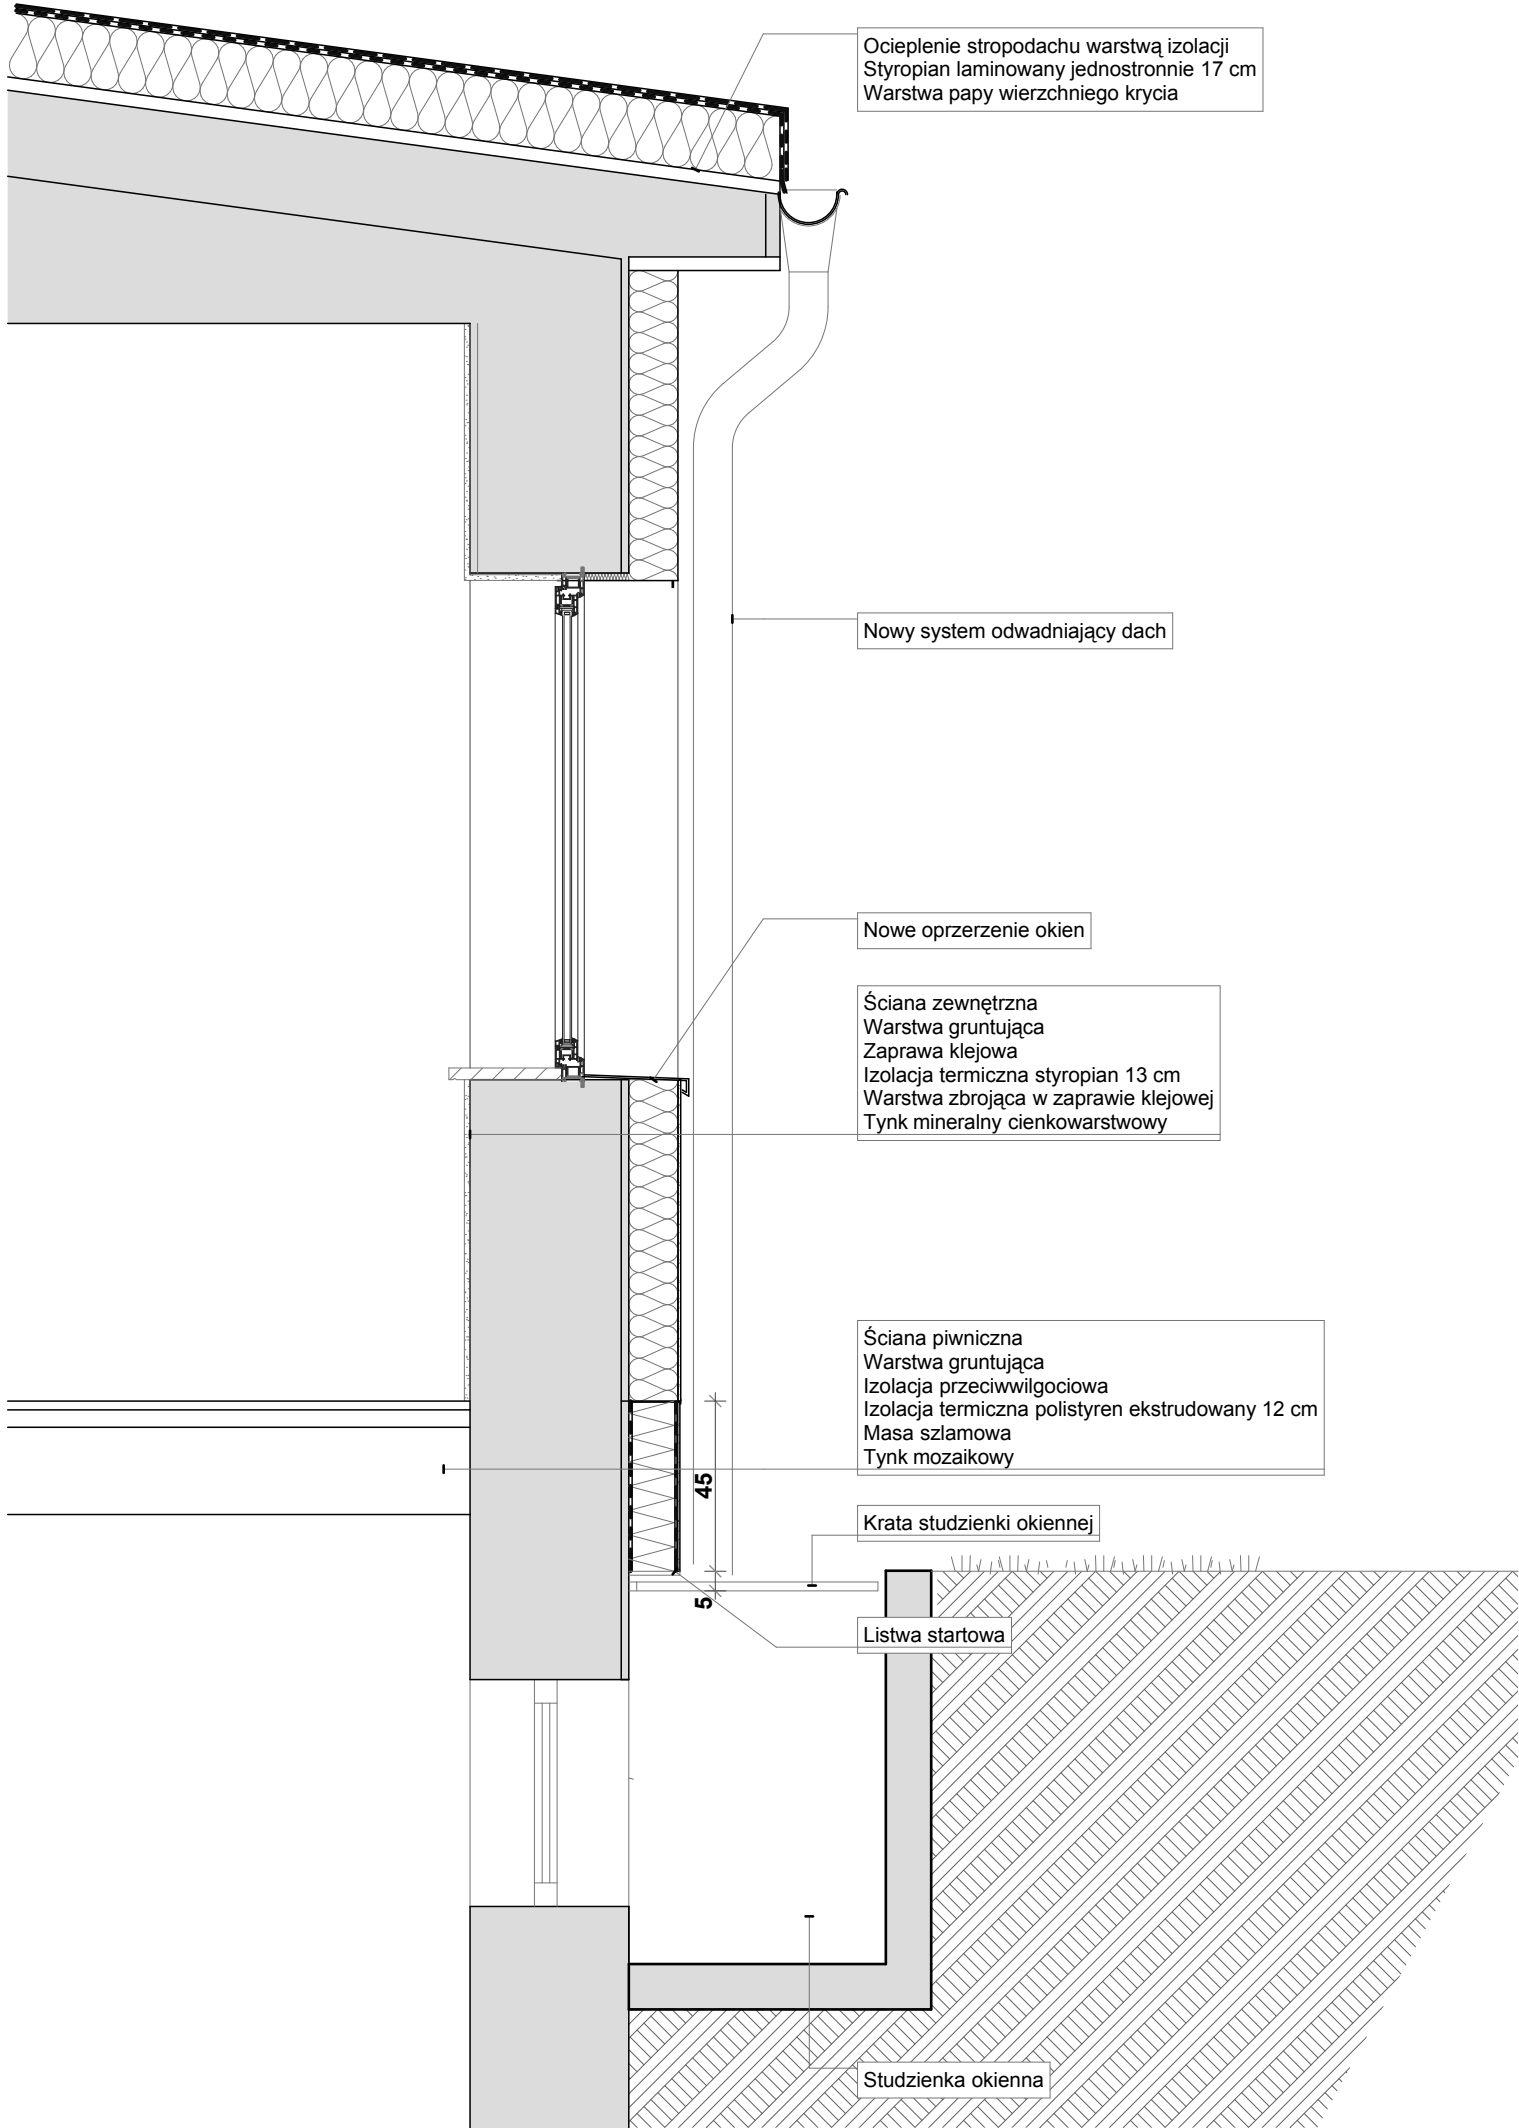 Ocieplenie stropodachu warstwą izolacji
Styropian laminowany jednostronnie 17 cm
Warstwa papy wierzchniego krycia
Nowy system odwadniający dach
Nowe oprzerzenie okien
Ściana zewnętrzna
Warstwa gruntująca
Zaprawa klejowa
Izolacja termiczna styropian 13 cm
Warstwa zbrojąca w zaprawie klejowej
Tynk mineralny cienkowarstwowy
Ściana piwniczna
Warstwa gruntująca
Izolacja przeciwwilgociowa
Izolacja termiczna polistyren ekstrudowany 12 cm
Masa szlamowa
Tynk mozaikowy
45
Krata studzienki okiennej
5
Listwa startowa
Studzienka okienna